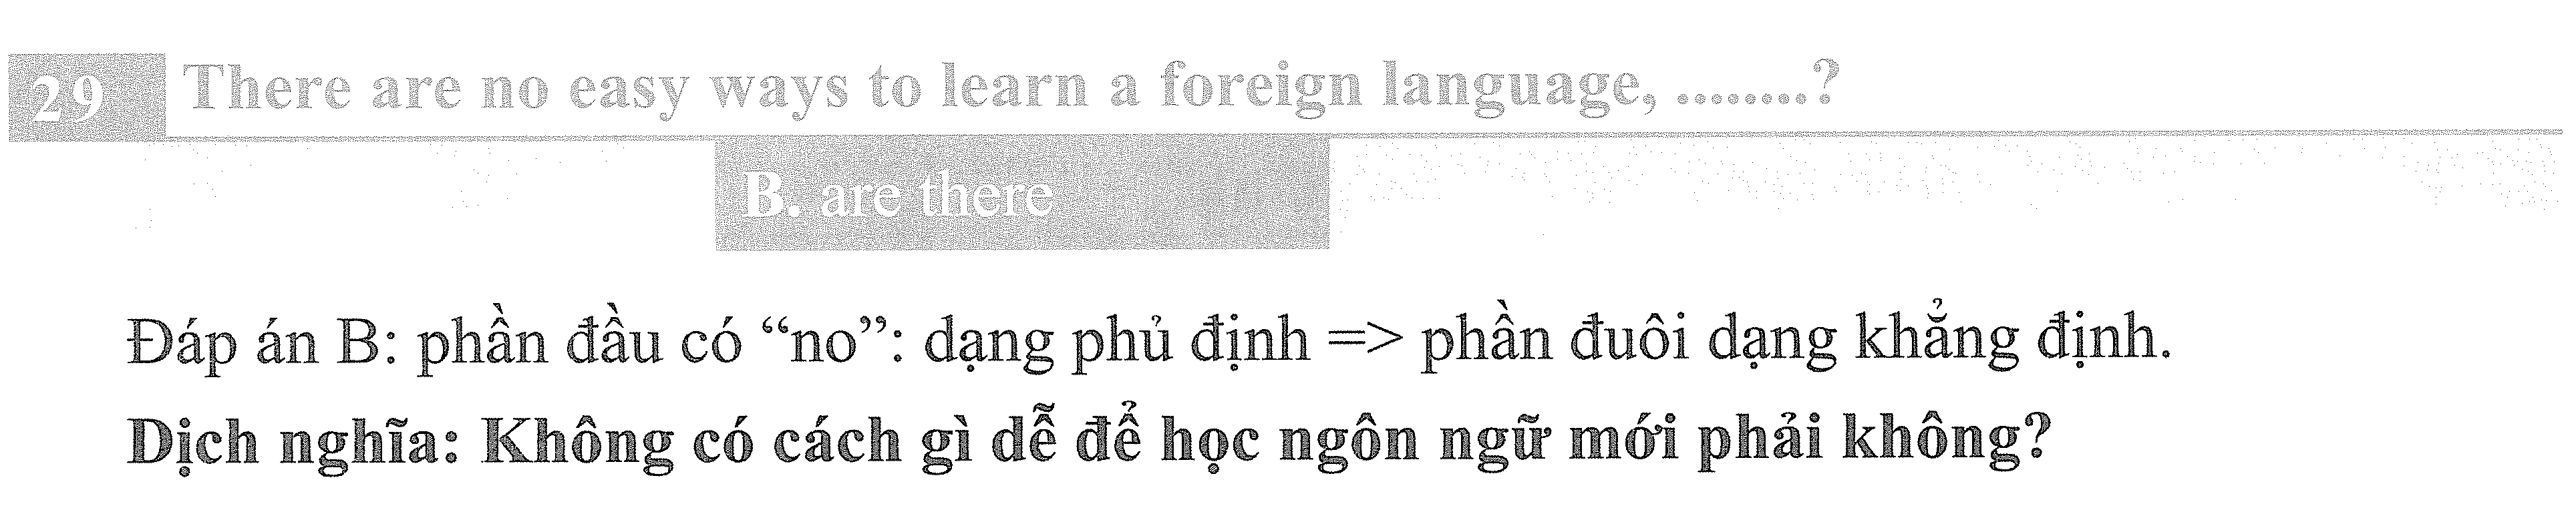 29 There are no easy ways to learn a foreign language, ........?
B. are there
Đáp án B: phần đầu có “no”: dạng phủ định => phần đuôi dạng khẳng định.
Dịch nghĩa: Không có cách gì dễ để học ngôn ngữ mới phải không?